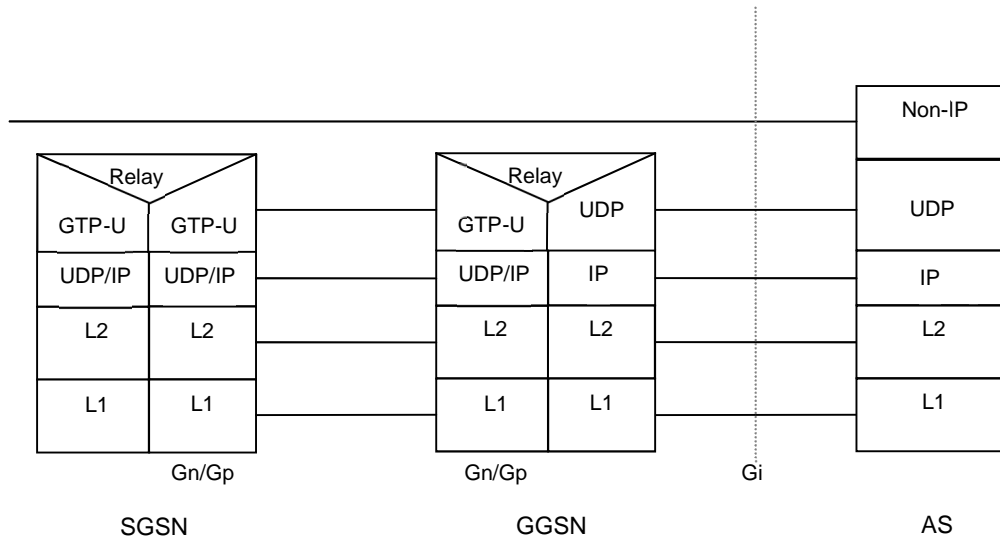 Non-IP
Relay Relay
GTP-U GTP-U GTP-U UDP UDP
UDP/IP UDP/IP UDP/IP IP IP
L2 L2 L2 L2 L2
L1 L1 L1 L1 L1
Gn/Gp Gn/Gp Gi
SGSN GGSN AS